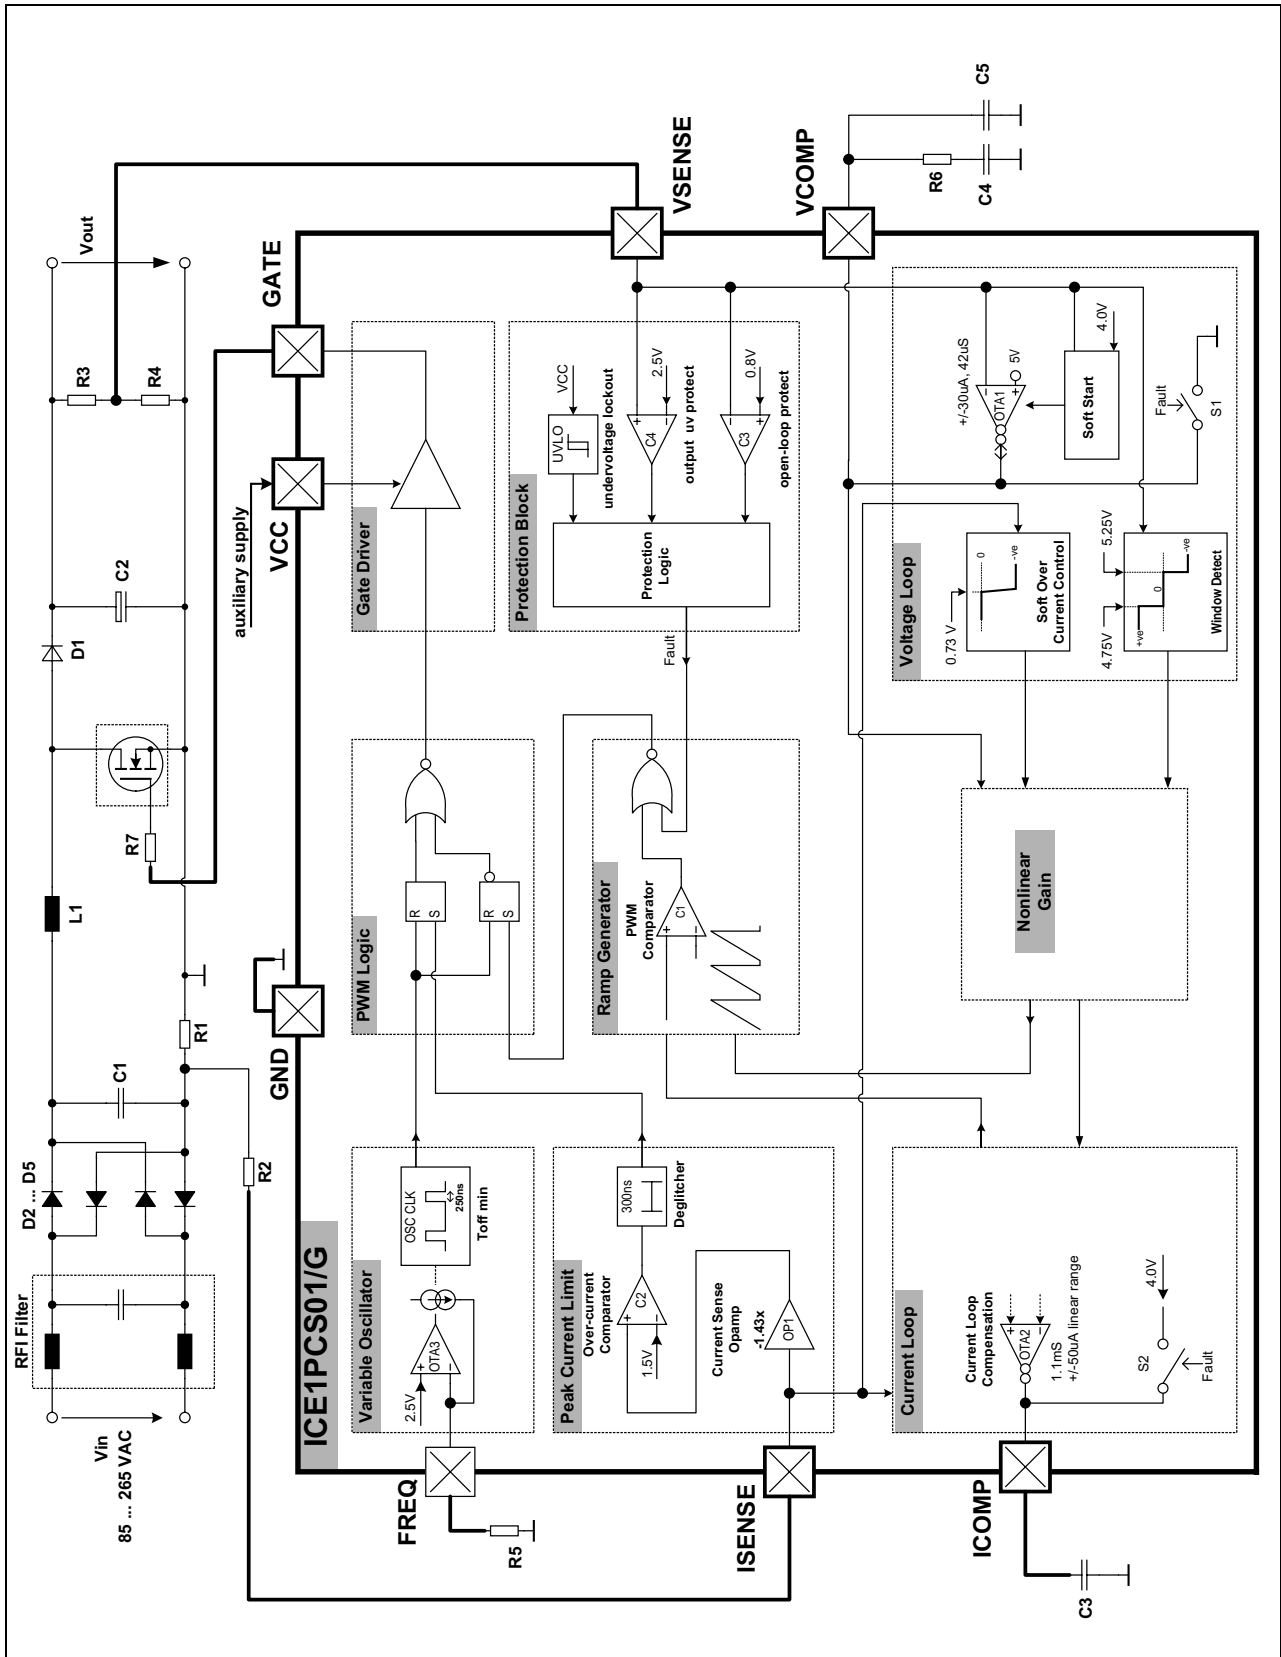 RFI Filter
Vin
85 ... 265 VAC
D2 ... D5
C1
R1
R2
L1
R7
D1
C2
R3
R4
Vout
auxiliary supply
GND
VCC
GATE
VSENSE
VCOMP
R6
C4
C5
FREQ
R5
ISENSE
ICOMP
C3
ICE1PCS01/G
Variable Oscillator
2.5V
+
−
OTA3
OSC CLK
250ns
Toff min
PWM Logic
R
S
R
S
Gate Driver
Peak Current Limit
Over-current
Comparator
1.5V
+
−
C2
300ns
Deglitcher
Current Sense
Opamp
-1.43x
OP1
Ramp Generator
PWM
Comparator
C1
+
−
Protection Block
VCC
UVLO
undervoltage lockout
2.5V
+
−
C4
output uv protect
0.8V
−
+
C3
open-loop protect
Protection
Logic
Fault
Current Loop
Current Loop
Compensation
+
−
OTA2
1.1mS
+/-50uA linear range
4.0V
S2
Fault
Nonlinear
Gain
Voltage Loop
0.73 V
0
-ve
Soft Over
Current Control
4.75V
5.25V
+ve
0
-ve
Window Detect
+/-30uA, 42uS
−
+
OTA1
5V
Soft Start
4.0V
Fault
S1